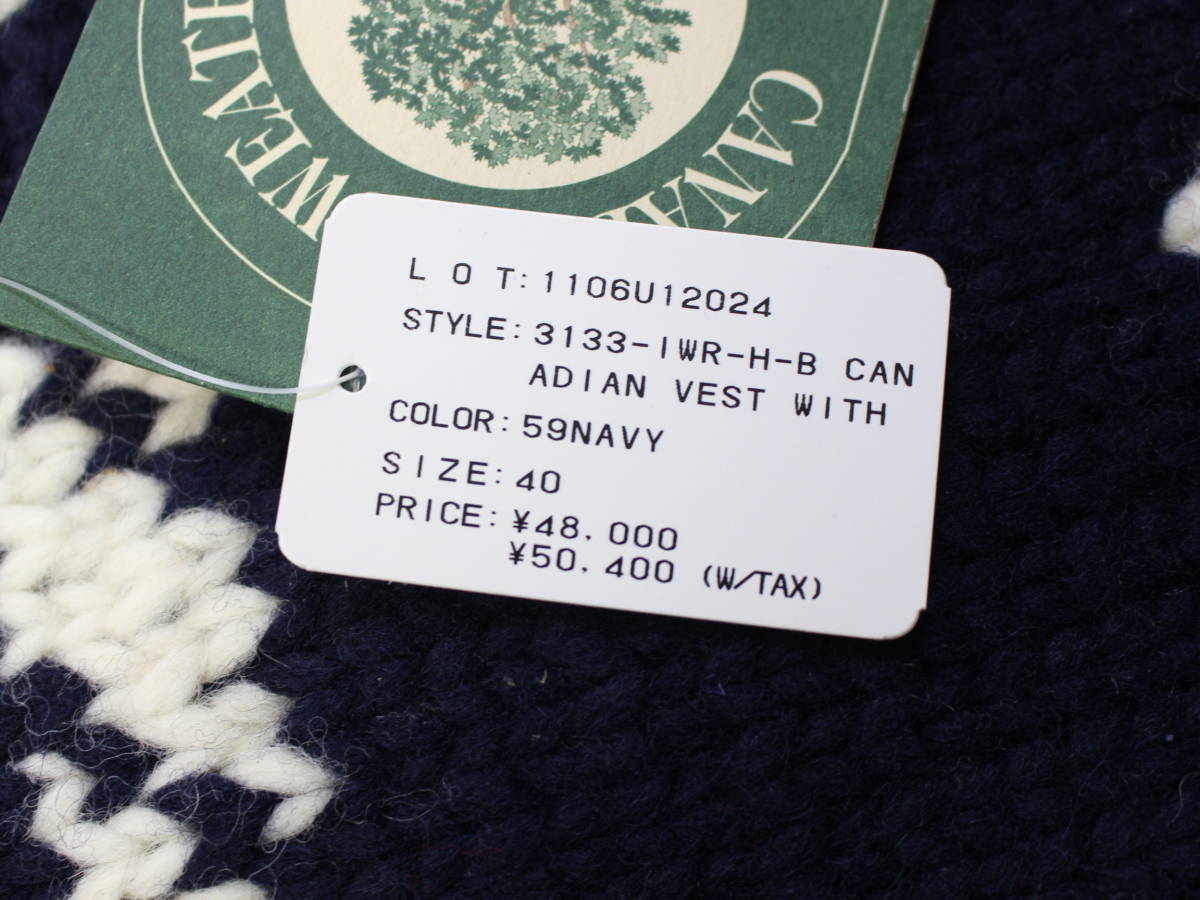 L O T: 1106U12024
STYLE: 3133-IWR-H-B CAN
ADIAN VEST WITH
COLOR: 59NAVY
SIZE: 40
PRICE: ¥48,000
¥50,400 (W/TAX)